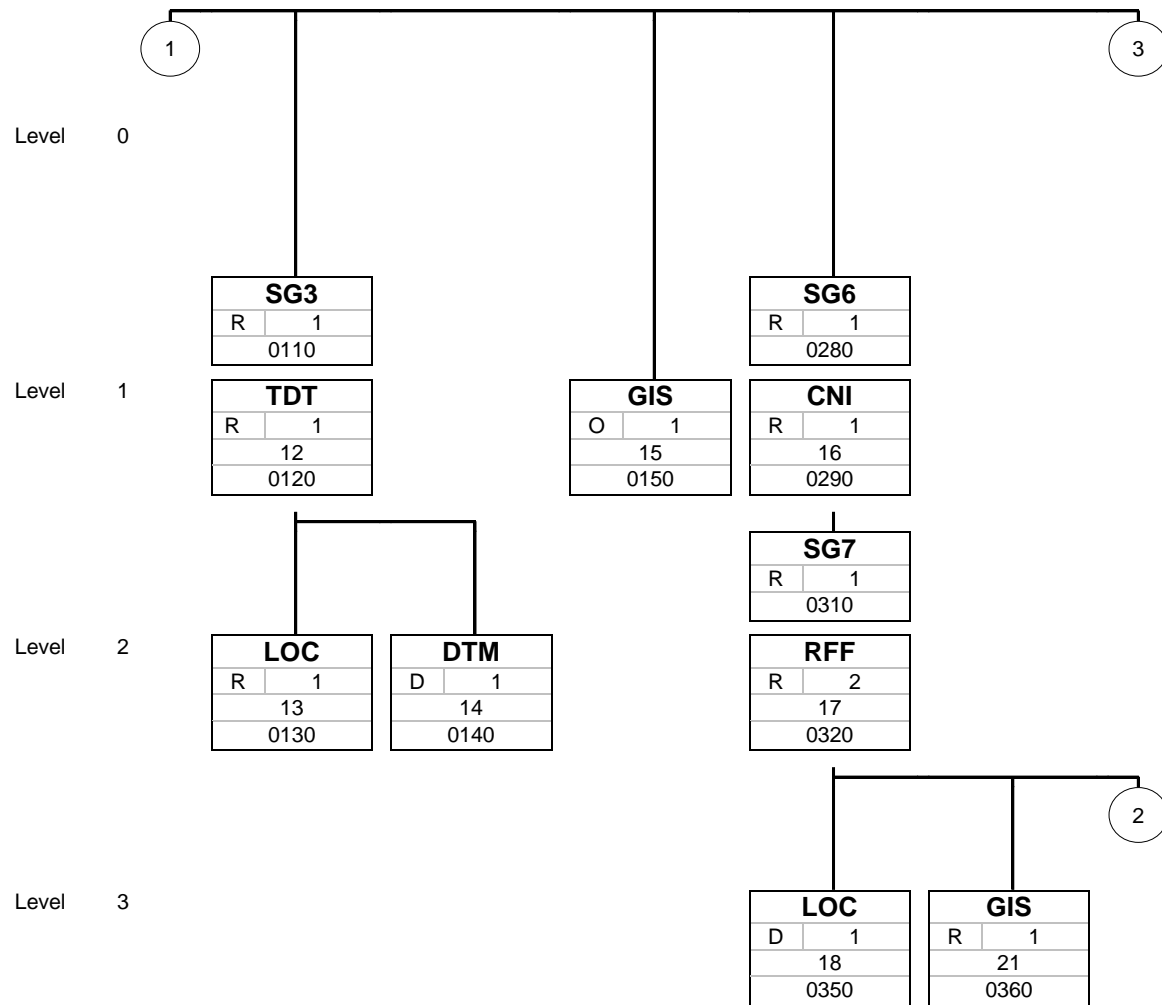 1 3
Level 0
SG3 SG6
R 1 R 1
0110 0280
Level 1 TDT GIS CNI
R 1 O 1 R 1
12 15 16
0120 0150 0290
SG7
R 1
0310
Level 2 LOC DTM RFF
R 1 D 1 R 2
13 14 17
0130 0140 0320
2
Level 3 LOC GIS
D 1 R 1
18 21
0350 0360